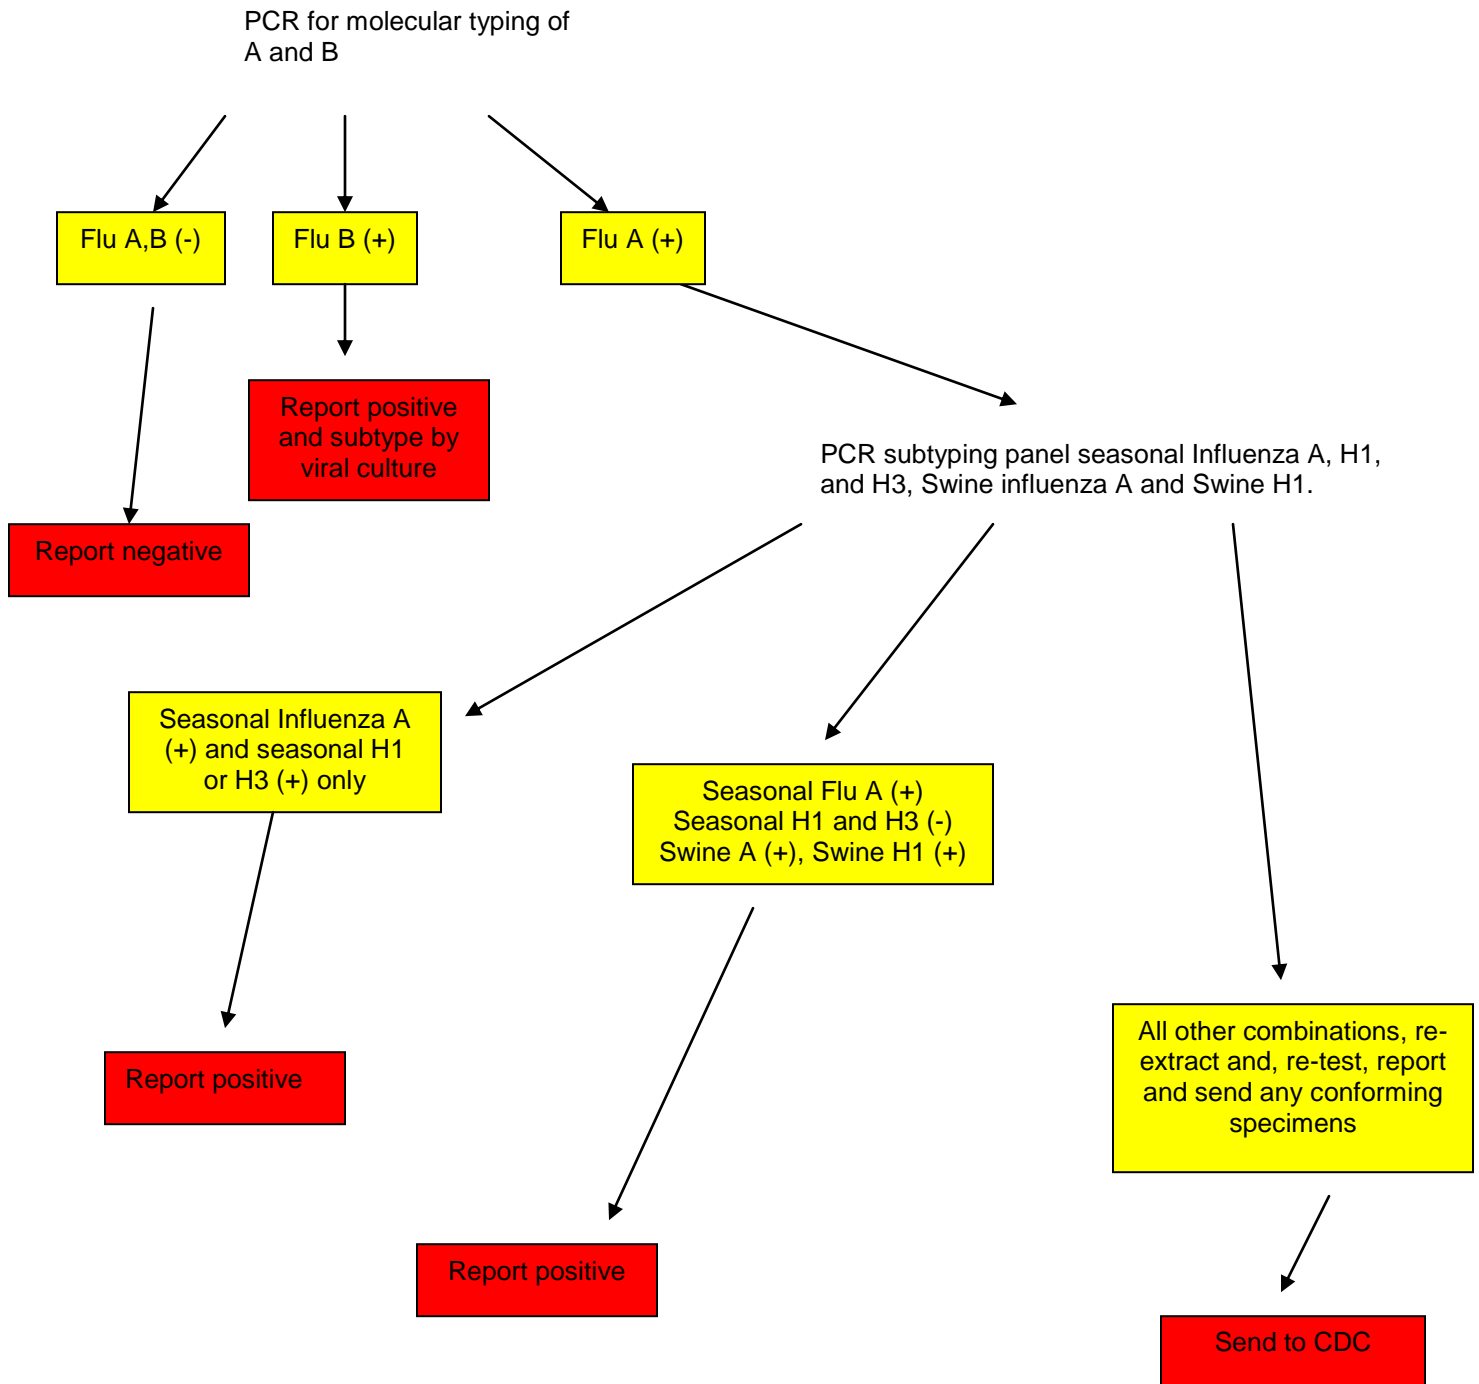 PCR for molecular typing of
A and B
Flu A,B (-)
Flu B (+)
Flu A (+)
Report positive
and subtype by
viral culture
PCR subtyping panel seasonal Influenza A, H1,
and H3, Swine influenza A and Swine H1.
Report negative
Seasonal Influenza A
(+) and seasonal H1
or H3 (+) only
Seasonal Flu A (+)
Seasonal H1 and H3 (-)
Swine A (+), Swine H1 (+)
All other combinations, re-
extract and, re-test, report
and send any conforming
specimens
Report positive
Report positive
Send to CDC